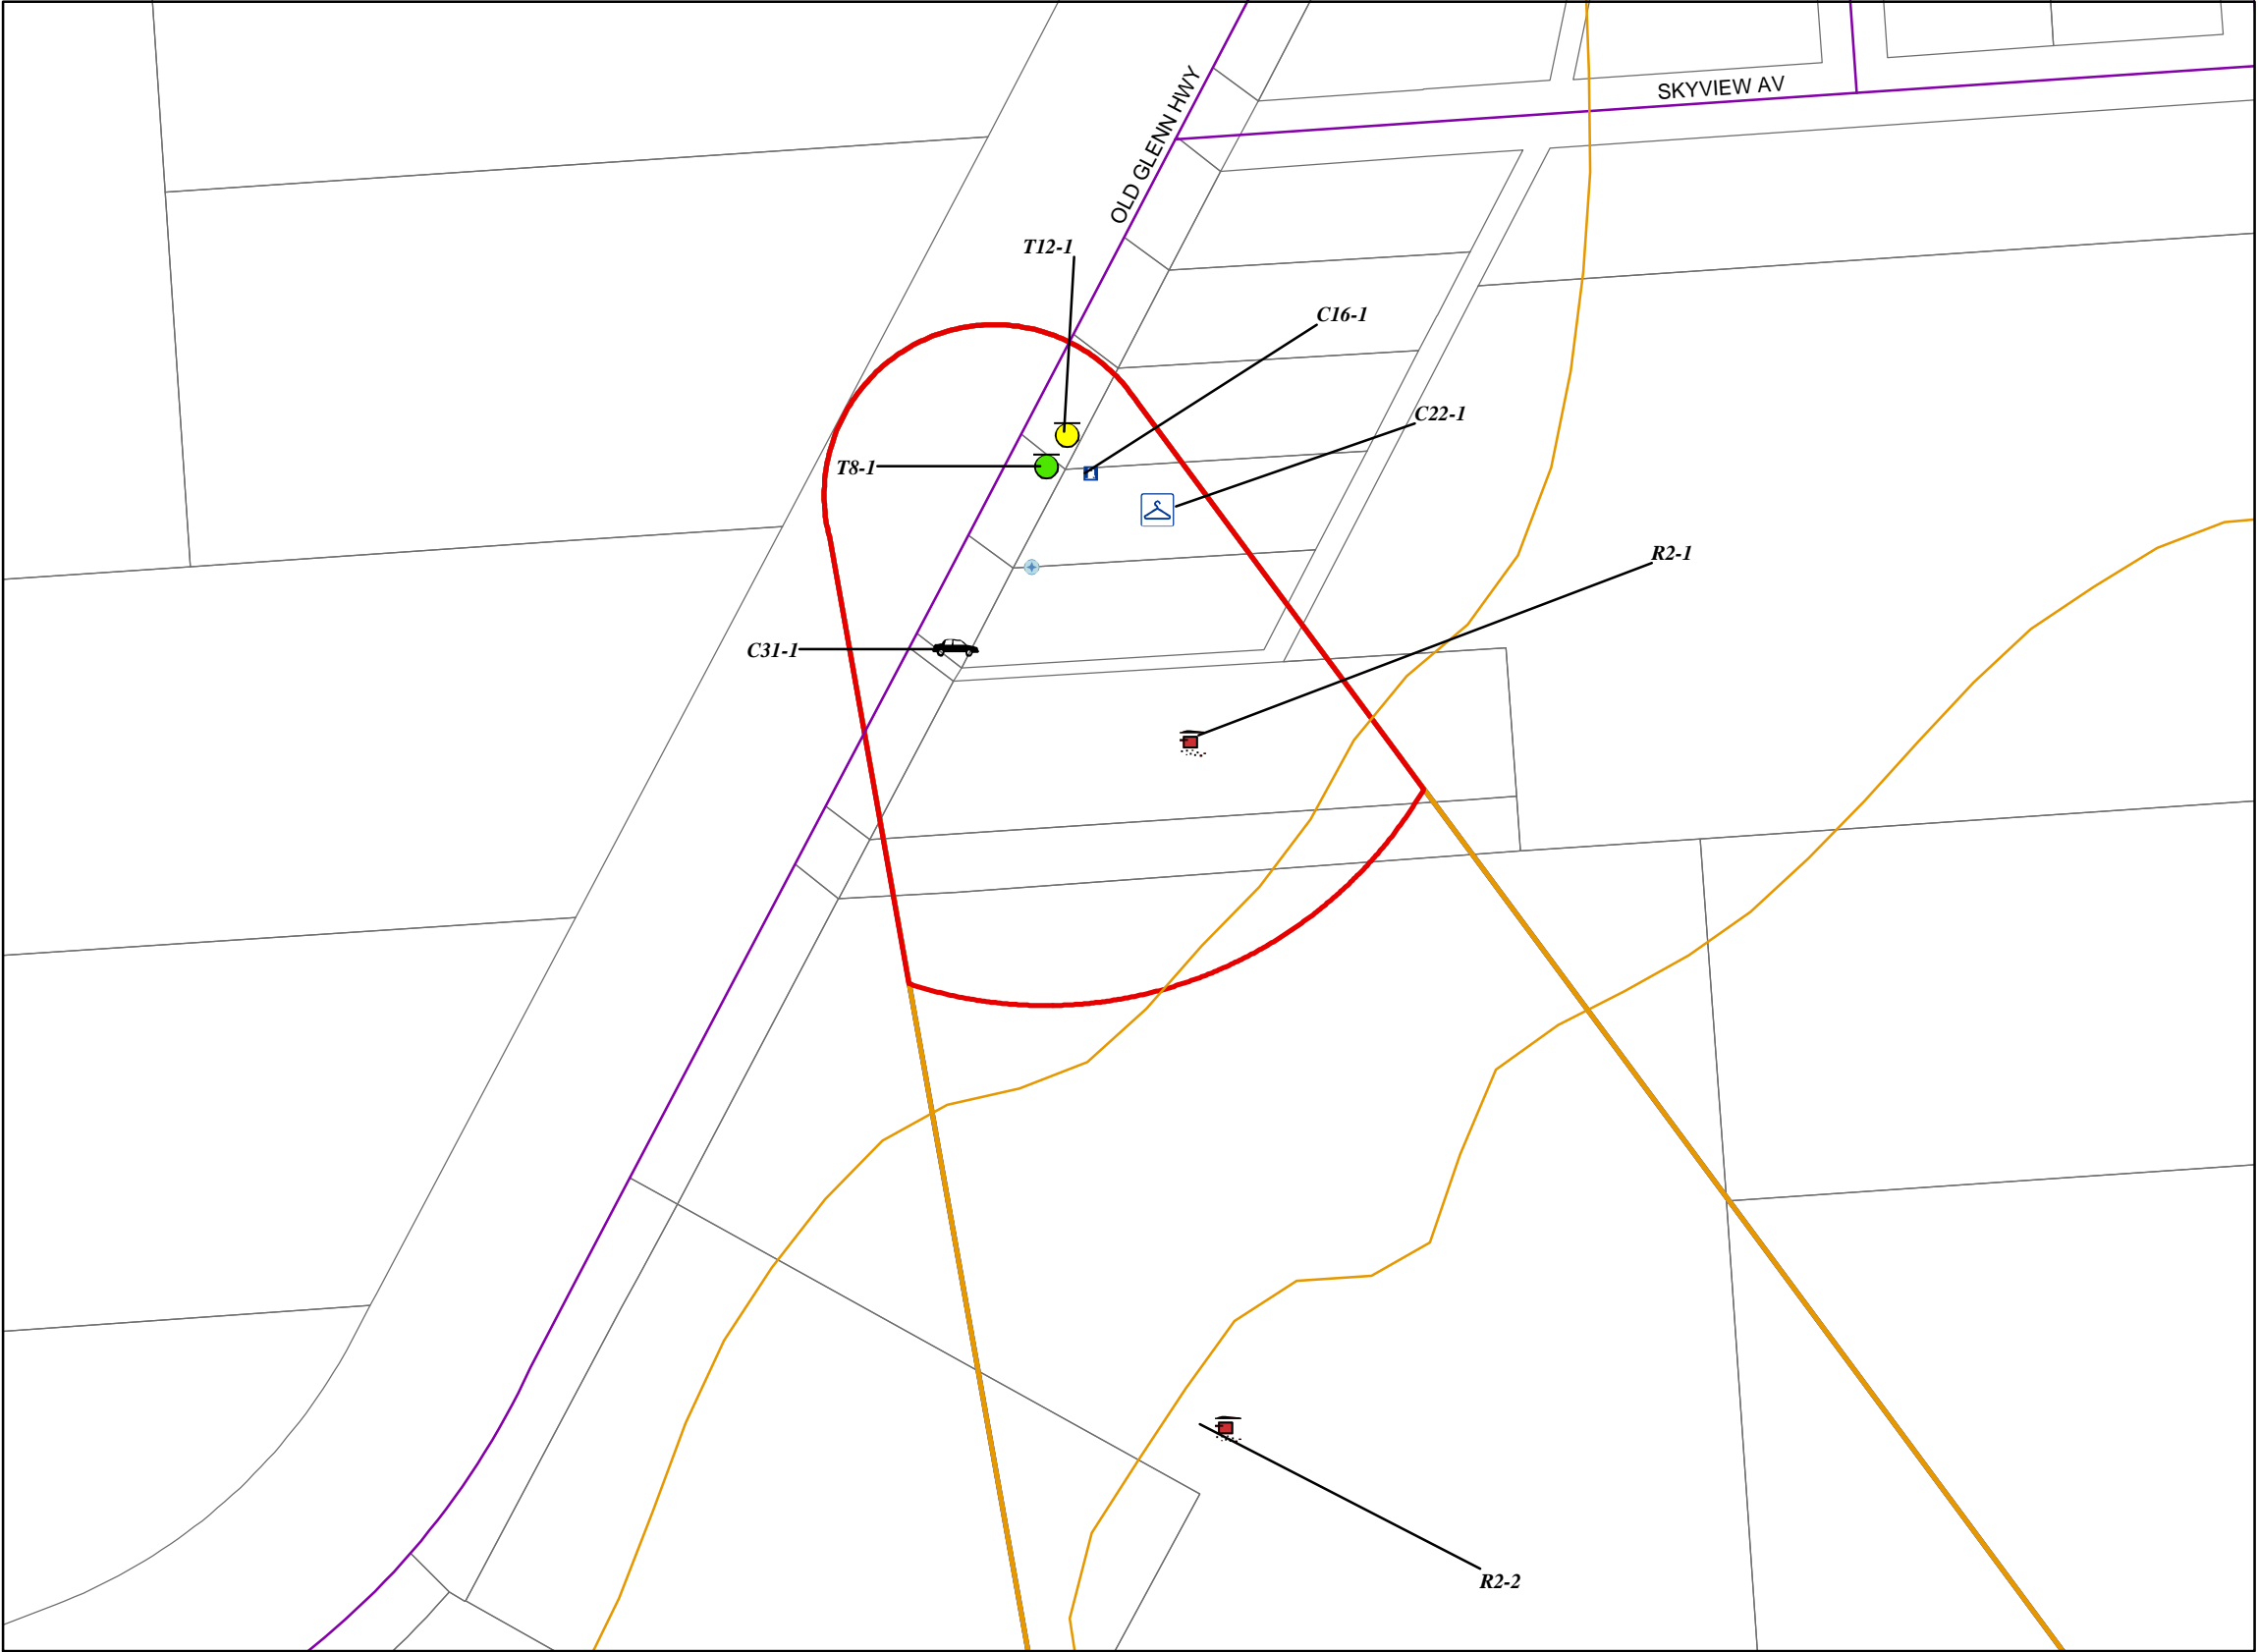 SKYVIEW AV
OLD GLENN HWY
T12-1
C16-1
C22-1
T8-1
R2-1
C31-1
R2-2